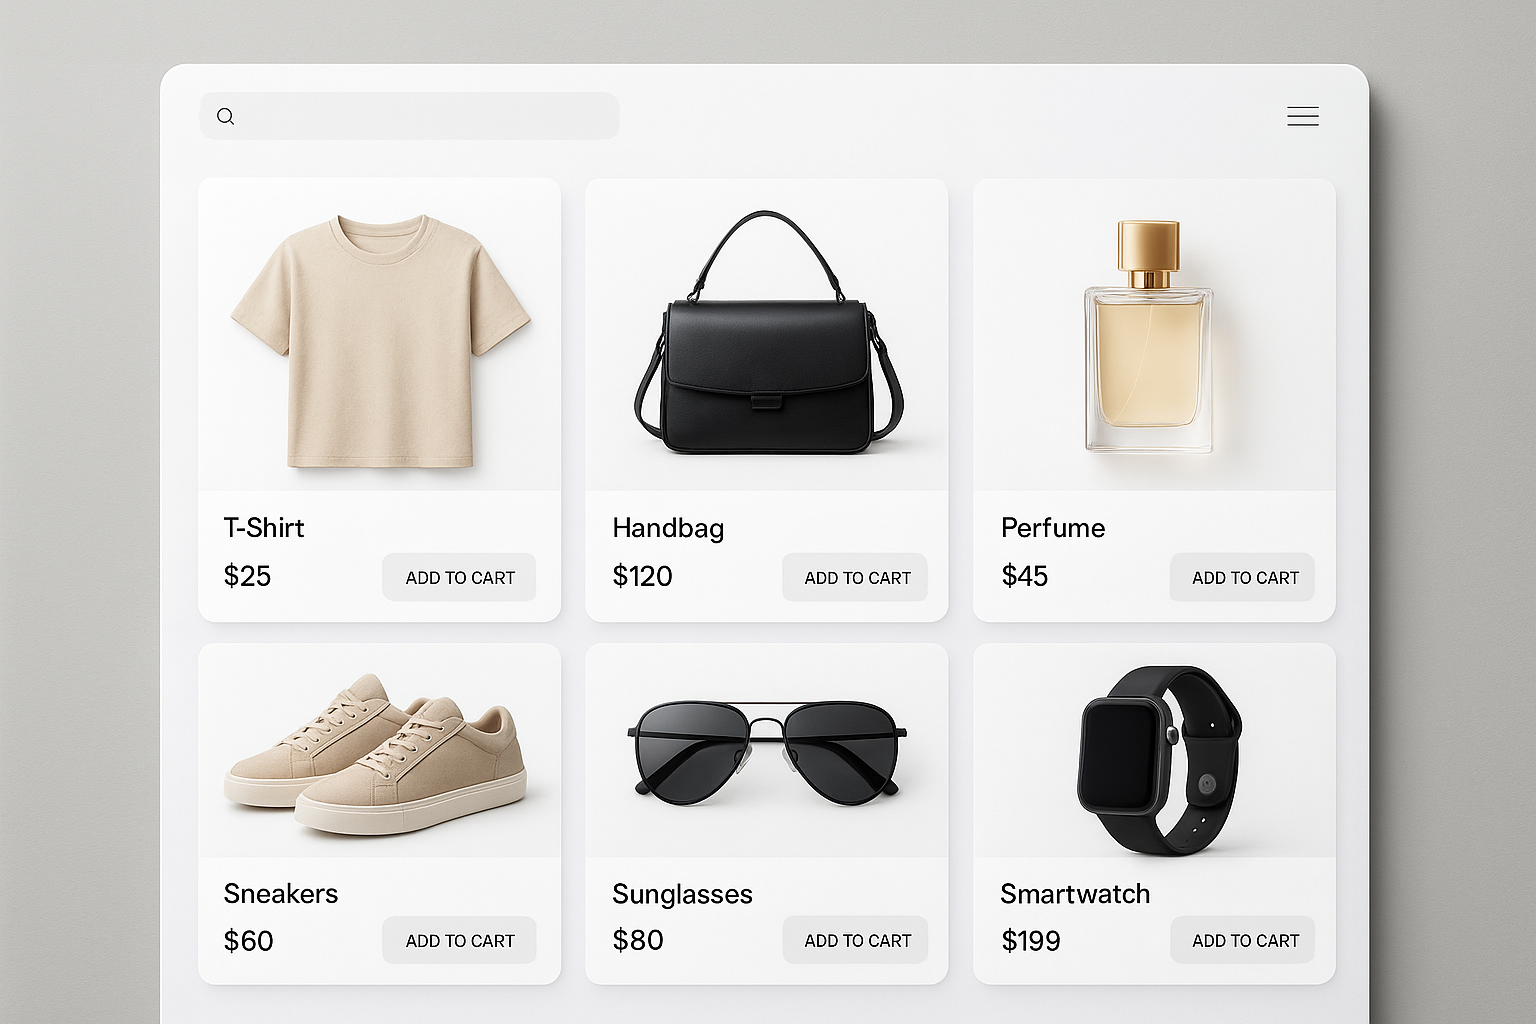 T-Shirt
$25
ADD TO CART
Handbag
$120
ADD TO CART
Perfume
$45
ADD TO CART
Sneakers
$60
ADD TO CART
Sunglasses
$80
ADD TO CART
Smartwatch
$199
ADD TO CART